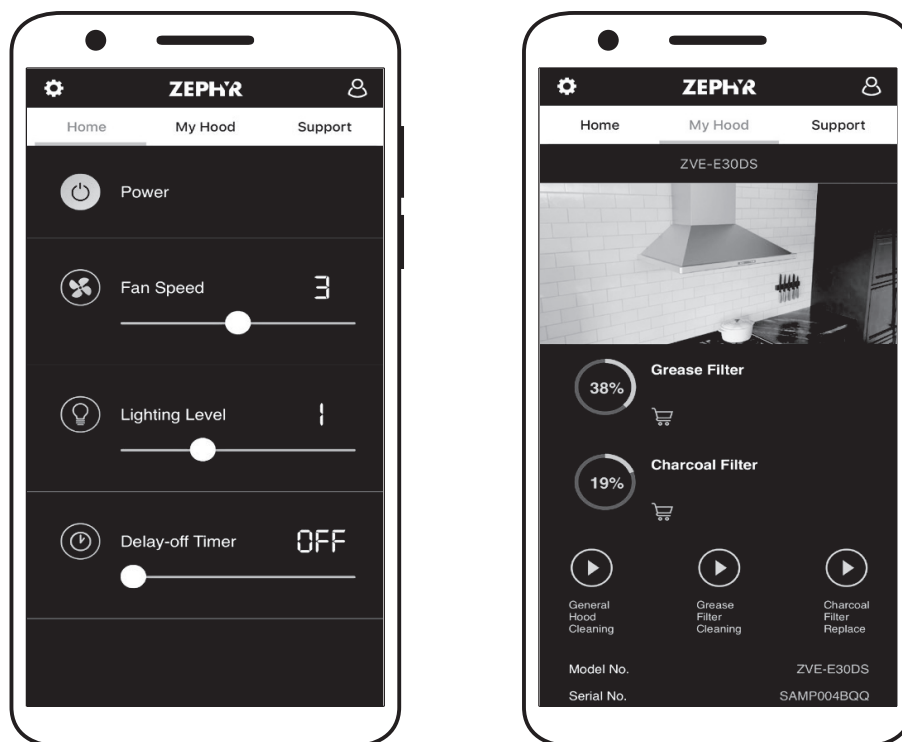 ZEPHYR
Home My Hood Support
Power
Fan Speed 3
Lighting Level 1
Delay-off Timer OFF
ZEPHYR
Home My Hood Support
ZVE-E30DS
38% Grease Filter
19% Charcoal Filter
General Hood Cleaning
Grease Filter Cleaning
Charcoal Filter Replace
Model No. ZVE-E30DS
Serial No. SAMP004BQQ